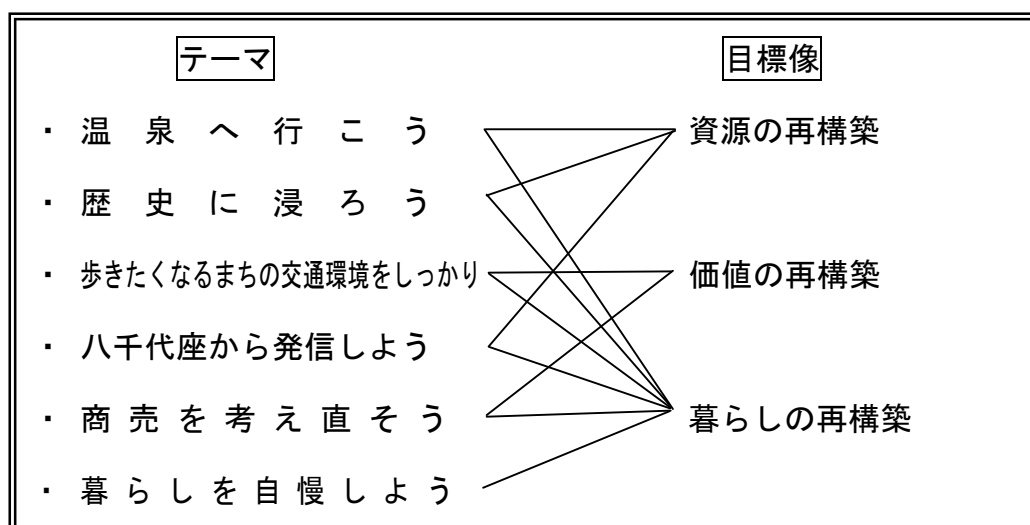 テーマ 目標像
・ 温泉へ行こう 資源の再構築
・ 歴史に浸ろう
・ 歩きたくなるまちの交通環境をしっかり 価値の再構築
・ 八千代座から発信しよう
・ 商売を考え直そう 暮らしの再構築
・ 暮らしを自慢しよう